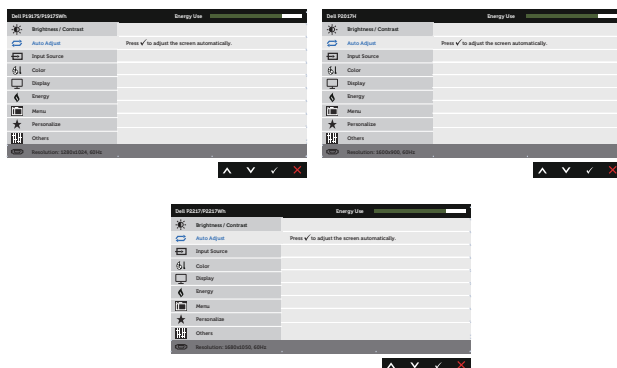 Dell P1917S/P1917SWh Energy Use
Brightness / Contrast
Auto Adjust Press ✓ to adjust the screen automatically.
Input Source
Color
Display
Energy
Menu
Personalize
Others
Resolution: 1280x1024, 60Hz
Dell P2017H Energy Use
Brightness / Contrast
Auto Adjust Press ✓ to adjust the screen automatically.
Input Source
Color
Display
Energy
Menu
Personalize
Others
Resolution: 1600x900, 60Hz
Dell P2217/P2217Wh Energy Use
Brightness / Contrast
Auto Adjust Press ✓ to adjust the screen automatically.
Input Source
Color
Display
Energy
Menu
Personalize
Others
Resolution: 1680x1050, 60Hz